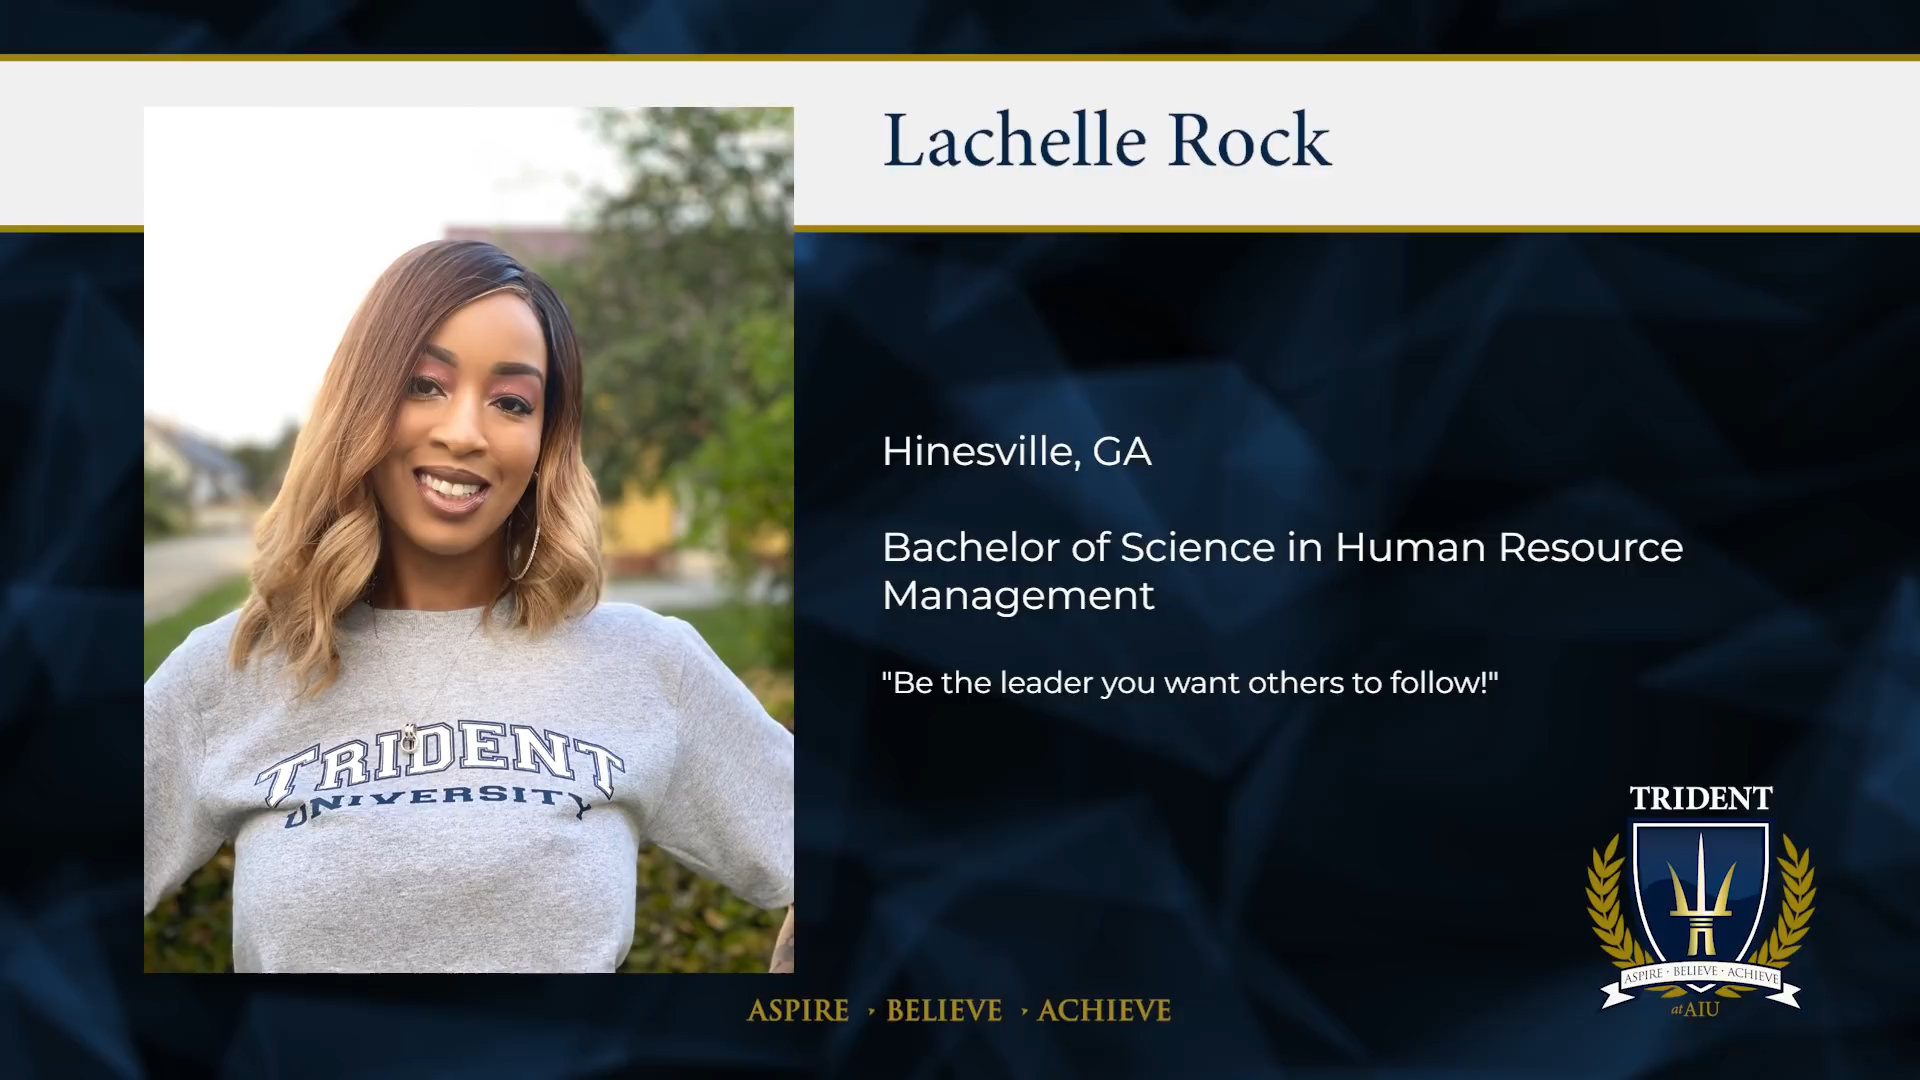 Lachelle Rock
TRIDENT
UNIVERSITY
Hinesville, GA
Bachelor of Science in Human Resource
Management
"Be the leader you want others to follow!"
TRIDENT
ASPIRE · BELIEVE · ACHIEVE
at AIU
ASPIRE · BELIEVE · ACHIEVE